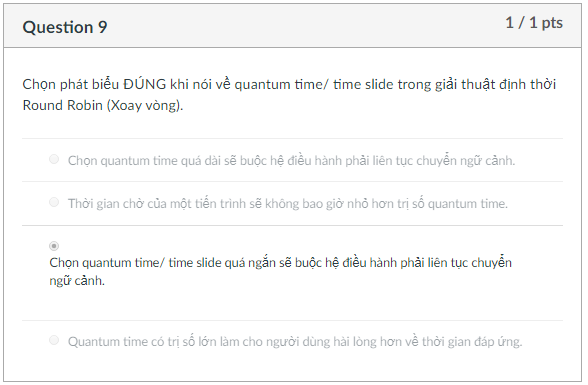 Question 9
1 / 1 pts
Chọn phát biểu ĐÚNG khi nói về quantum time/ time slide trong giải thuật định thời
Round Robin (Xoay vòng).
Chọn quantum time quá dài sẽ buộc hệ điều hành phải liên tục chuyển ngữ cảnh.
Thời gian chờ của một tiến trình sẽ không bao giờ nhỏ hơn trị số quantum time.
Chọn quantum time/ time slide quá ngắn sẽ buộc hệ điều hành phải liên tục chuyển
ngữ cảnh.
Quantum time có trị số lớn làm cho người dùng hài lòng hơn về thời gian đáp ứng.